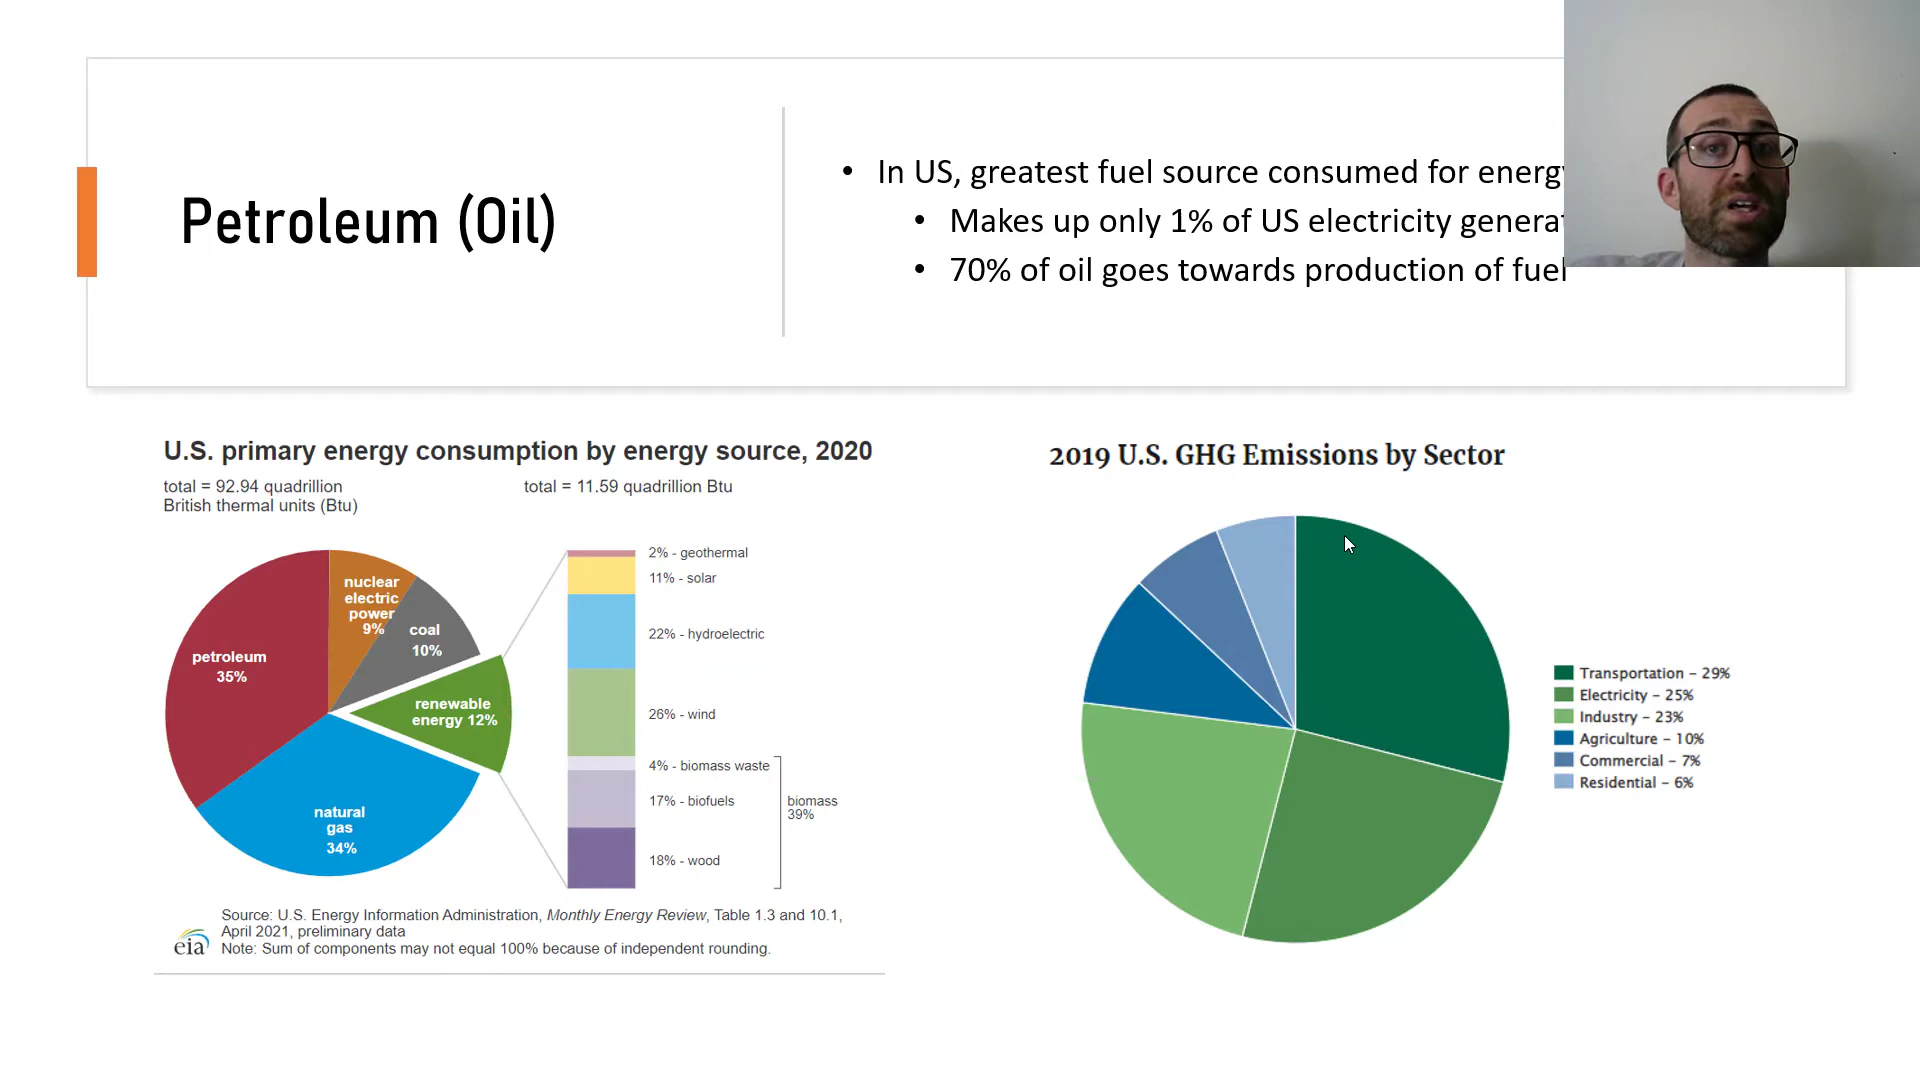 Petroleum (Oil)
• In US, greatest fuel source consumed for energy
• Makes up only 1% of US electricity
• 70% of oil goes towards production of fuel
U.S. primary energy consumption by energy source, 2020
total = 92.94 quadrillion
British thermal units (Btu)
total = 11.59 quadrillion Btu
nuclear
electric
power
9%
coal
10%
petroleum
35%
renewable
energy 12%
natural
gas
34%
2% - geothermal
11% - solar
22% - hydroelectric
26% - wind
4% - biomass waste
17% - biofuels
18% - wood
biomass
39%
eia
Source: U.S. Energy Information Administration, Monthly Energy Review, Table 1.3 and 10.1,
April 2021, preliminary data
Note: Sum of components may not equal 100% because of independent rounding.
2019 U.S. GHG Emissions by Sector
Transportation – 29%
Electricity – 25%
Industry – 23%
Agriculture – 10%
Commercial – 7%
Residential – 6%